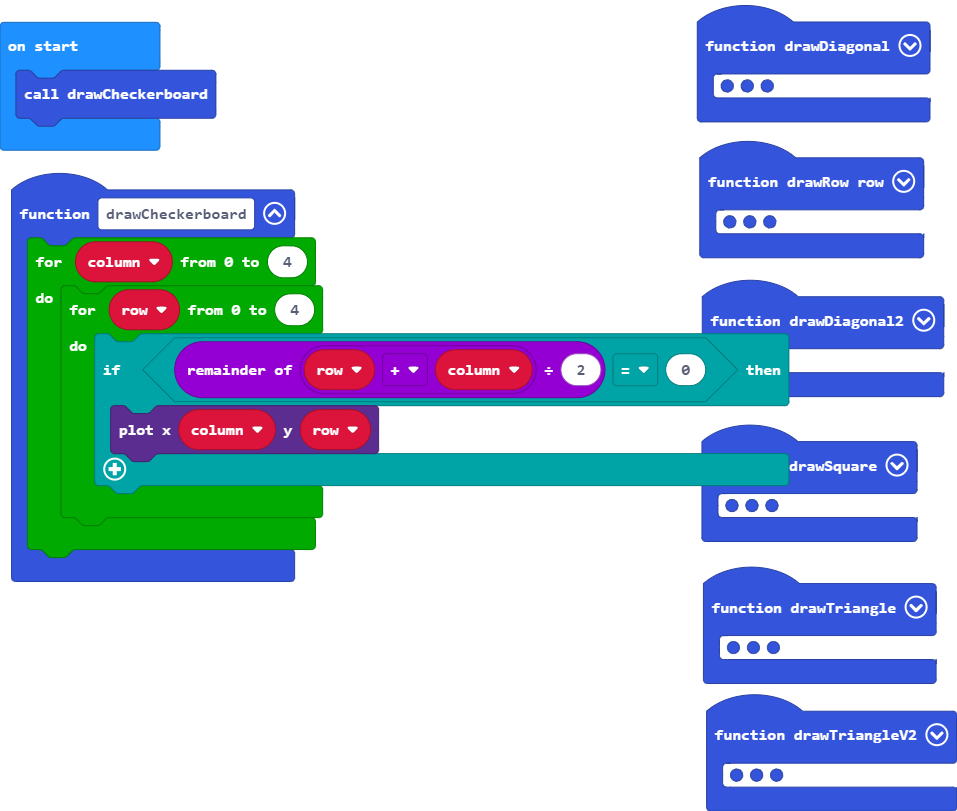 on start
call drawCheckerboard
function drawCheckerboard
for column from 0 to 4
do
for row from 0 to 4
do
if remainder of row + column ÷ 2 = 0 then
plot x column y row
function drawDiagonal
function drawRow row
function drawDiagonal2
drawSquare
function drawTriangle
function drawTriangleV2